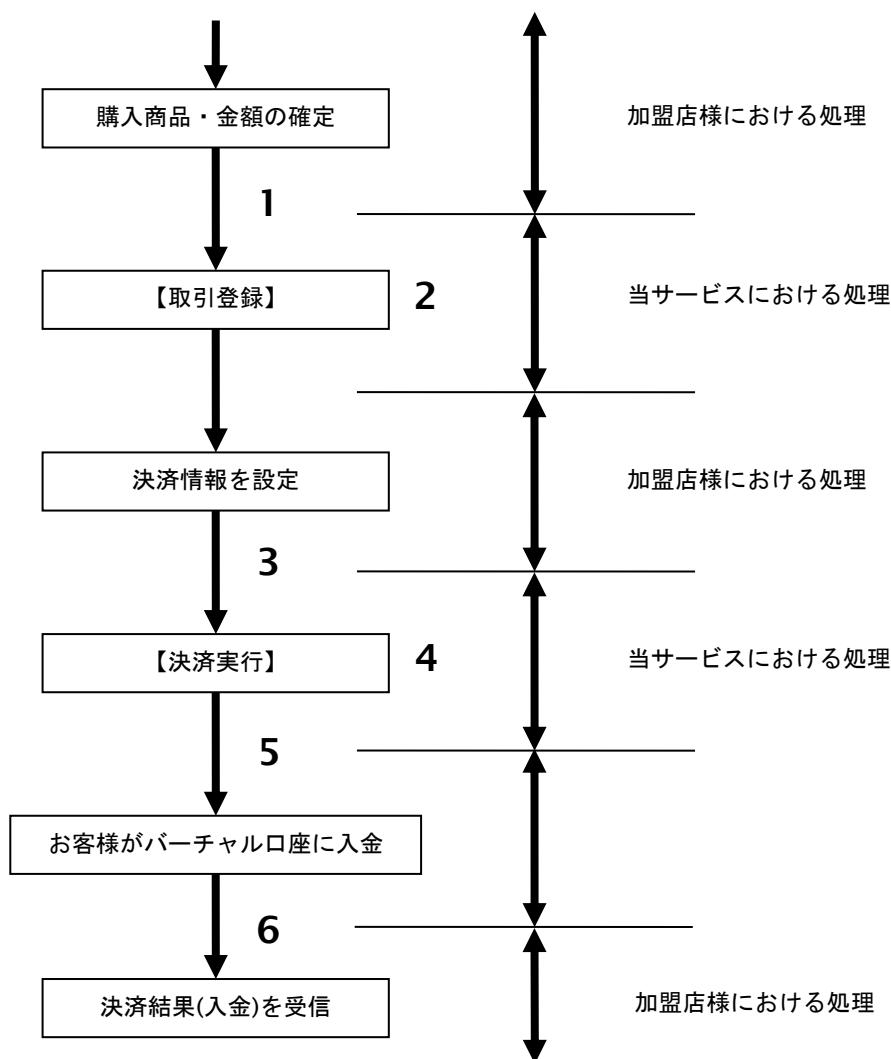 購入商品・金額の確定
加盟店様における処理
1
【取引登録】
2
当サービスにおける処理
決済情報を設定
加盟店様における処理
3
【決済実行】
4
当サービスにおける処理
5
お客様がバーチャル口座に入金
6
決済結果(入金)を受信
加盟店様における処理